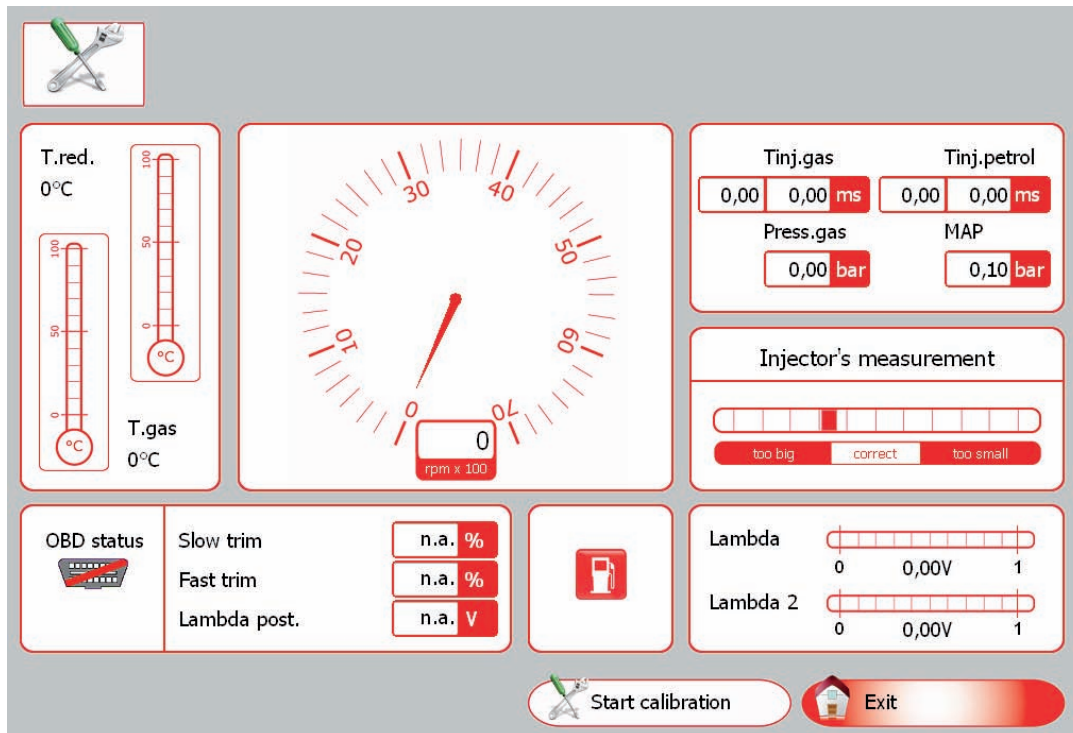 T.red.
0°C
100
50
0
°C
100
50
0
°C
T.gas
0°C
0
10
20
30
40
50
60
70
0
rpm x 100
Tinj.gas Tinj.petrol
0,00 0,00 ms 0,00 0,00 ms
Press.gas MAP
0,00 bar 0,10 bar
Injector's measurement
too big correct too small
OBD status
Slow trim n.a. %
Fast trim n.a. %
Lambda post. n.a. V
Lambda
0 0,00V 1
Lambda 2
0 0,00V 1
Start calibration
Exit